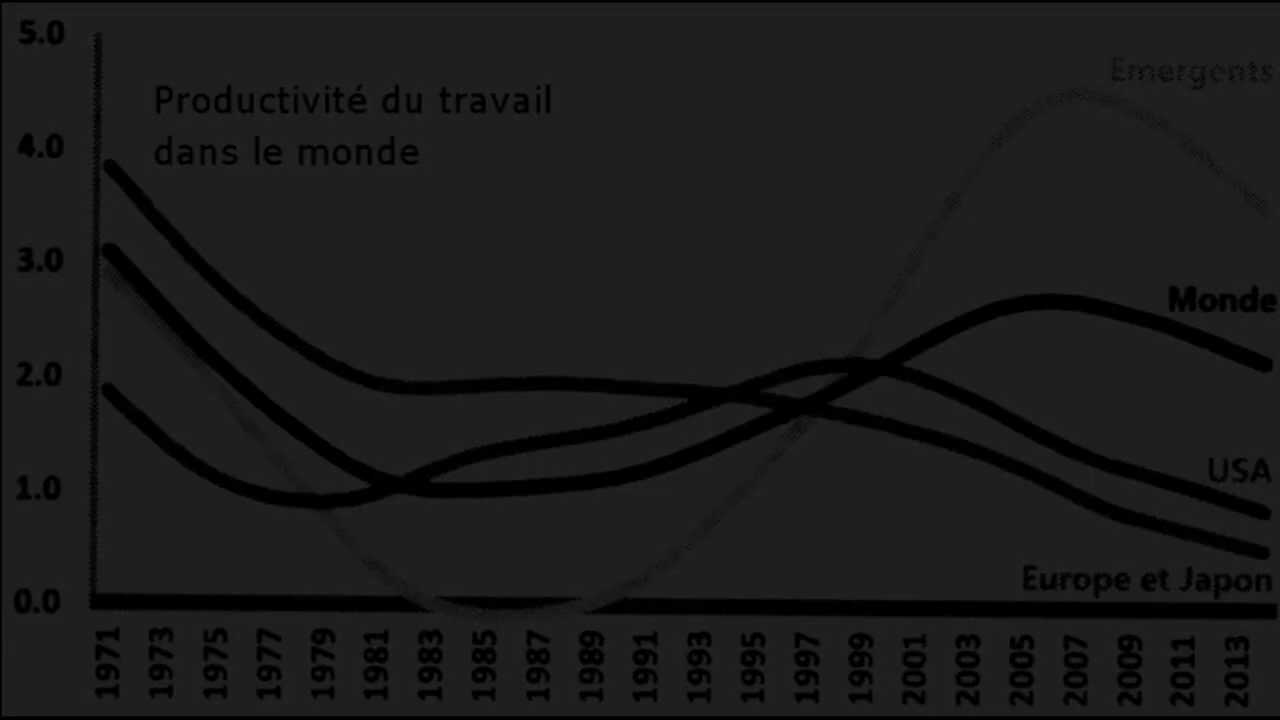 5.0
Emergents
Productivité du travail
4.0
dans le monde
3.0
Monde
2.0
USA
1.0
Europe et Japon
0.0
1971 1973 1975 1977 1979 1981 1983 1985 1987 1989 1991 1993 1995 1997 1999 2001 2003 2005 2007 2009 2011 2013